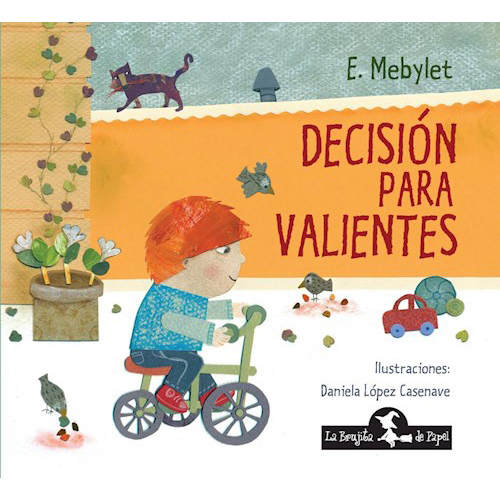 E. Mebylet
DECISIÓN
PARA
VALIENTES
Ilustraciones:
Daniela López Casenave
La Brujita de Papel